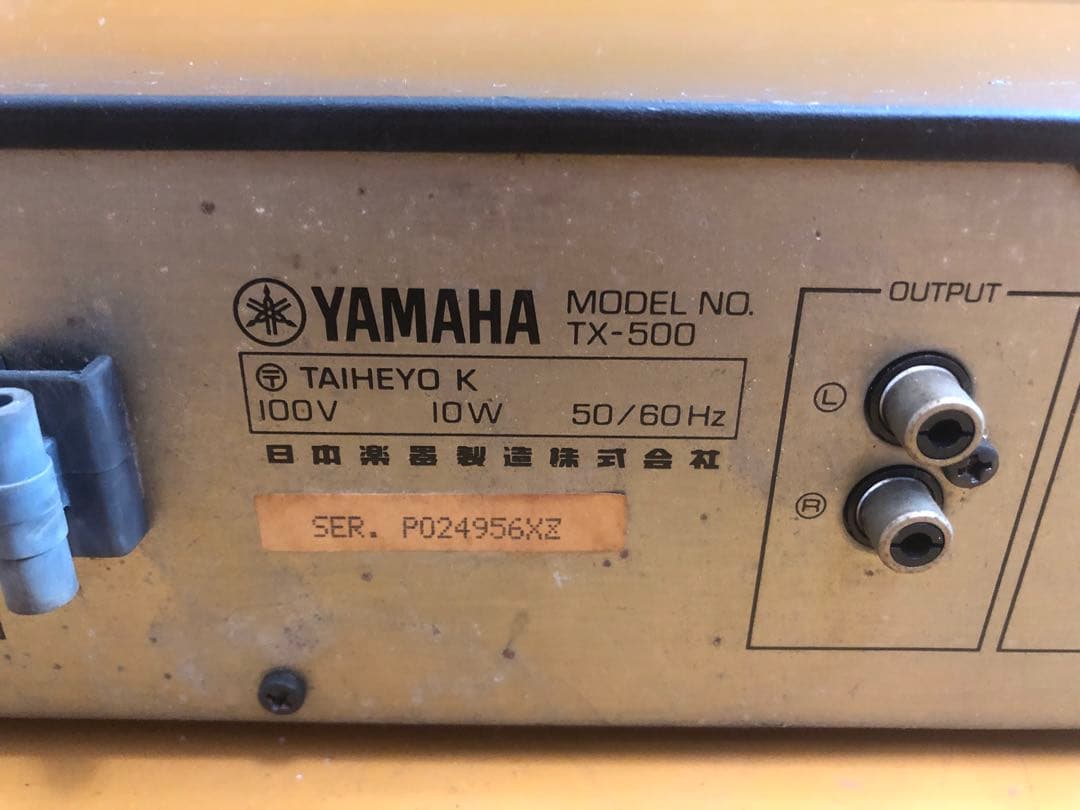 YAMAHA MODEL NO.
TX-500
〒 TAIHEYO K
100V 10W 50/60Hz
日本楽器製造株式会社
SER. P024956XZ
OUTPUT
L
R